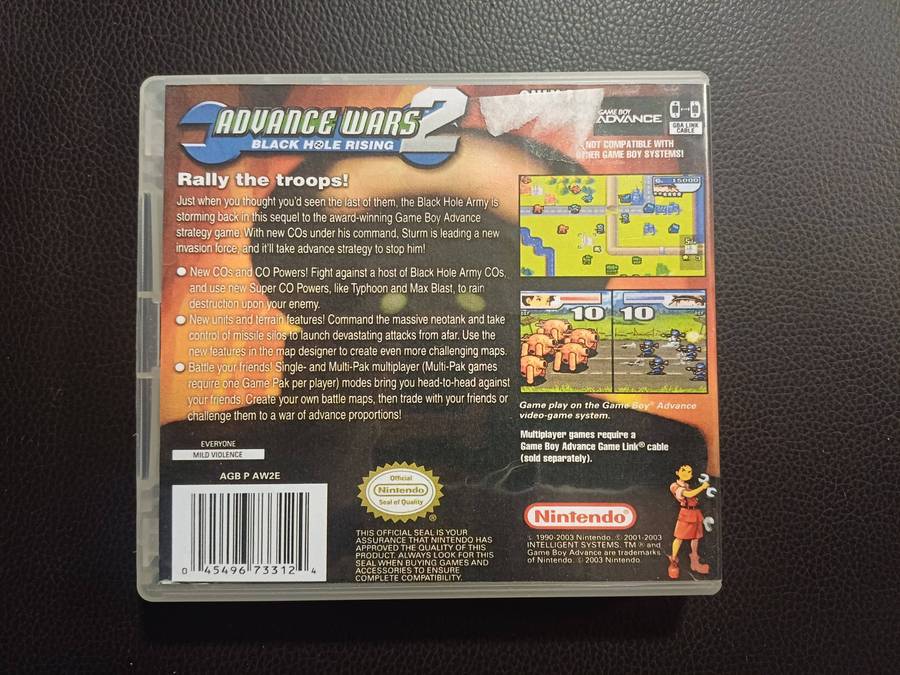 ADVANCE WARS 2
BLACK HOLE RISING
GAME BOY
ADVANCE
GBA LINK
CABLE
NOT COMPATIBLE WITH
OTHER GAME BOY SYSTEMS!
Rally the troops!
Just when you thought you'd seen the last of them, the Black Hole Army is
storming back in this sequel to the award-winning Game Boy Advance
strategy game. With new COs under his command, Sturm is leading a new
invasion force, and it'll take advance strategy to stop him!
● New COs and CO Powers! Fight against a host of Black Hole Army COs,
and use new Super CO Powers, like Typhoon and Max Blast, to rain
destruction upon your enemy.
● New units and terrain features! Command the massive neotank and take
control of missile silos to launch devastating attacks from afar. Use the
new features in the map designer to create even more challenging maps.
● Battle your friends! Single- and Multi-Pak multiplayer (Multi-Pak games
require one Game Pak per player) modes bring you head-to-head against
your friends. Create your own battle maps, then trade with your friends or
challenge them to a war of advance proportions!
G. 15000
10 10
Game play on the Game Boy® Advance
video-game system.
Multiplayer games require a
Game Boy Advance Game Link® cable
(sold separately).
EVERYONE
MILD VIOLENCE
AGB P AW2E
0 45496 73312 4
Official
Nintendo
Seal of Quality
®
THIS OFFICIAL SEAL IS YOUR
ASSURANCE THAT NINTENDO HAS
APPROVED THE QUALITY OF THIS
PRODUCT. ALWAYS LOOK FOR THIS
SEAL WHEN BUYING GAMES AND
ACCESSORIES TO ENSURE
COMPLETE COMPATIBILITY.
Nintendo®
© 1990-2003 Nintendo. © 2001-2003
INTELLIGENT SYSTEMS. TM, ® and
Game Boy Advance are trademarks
of Nintendo. © 2003 Nintendo.